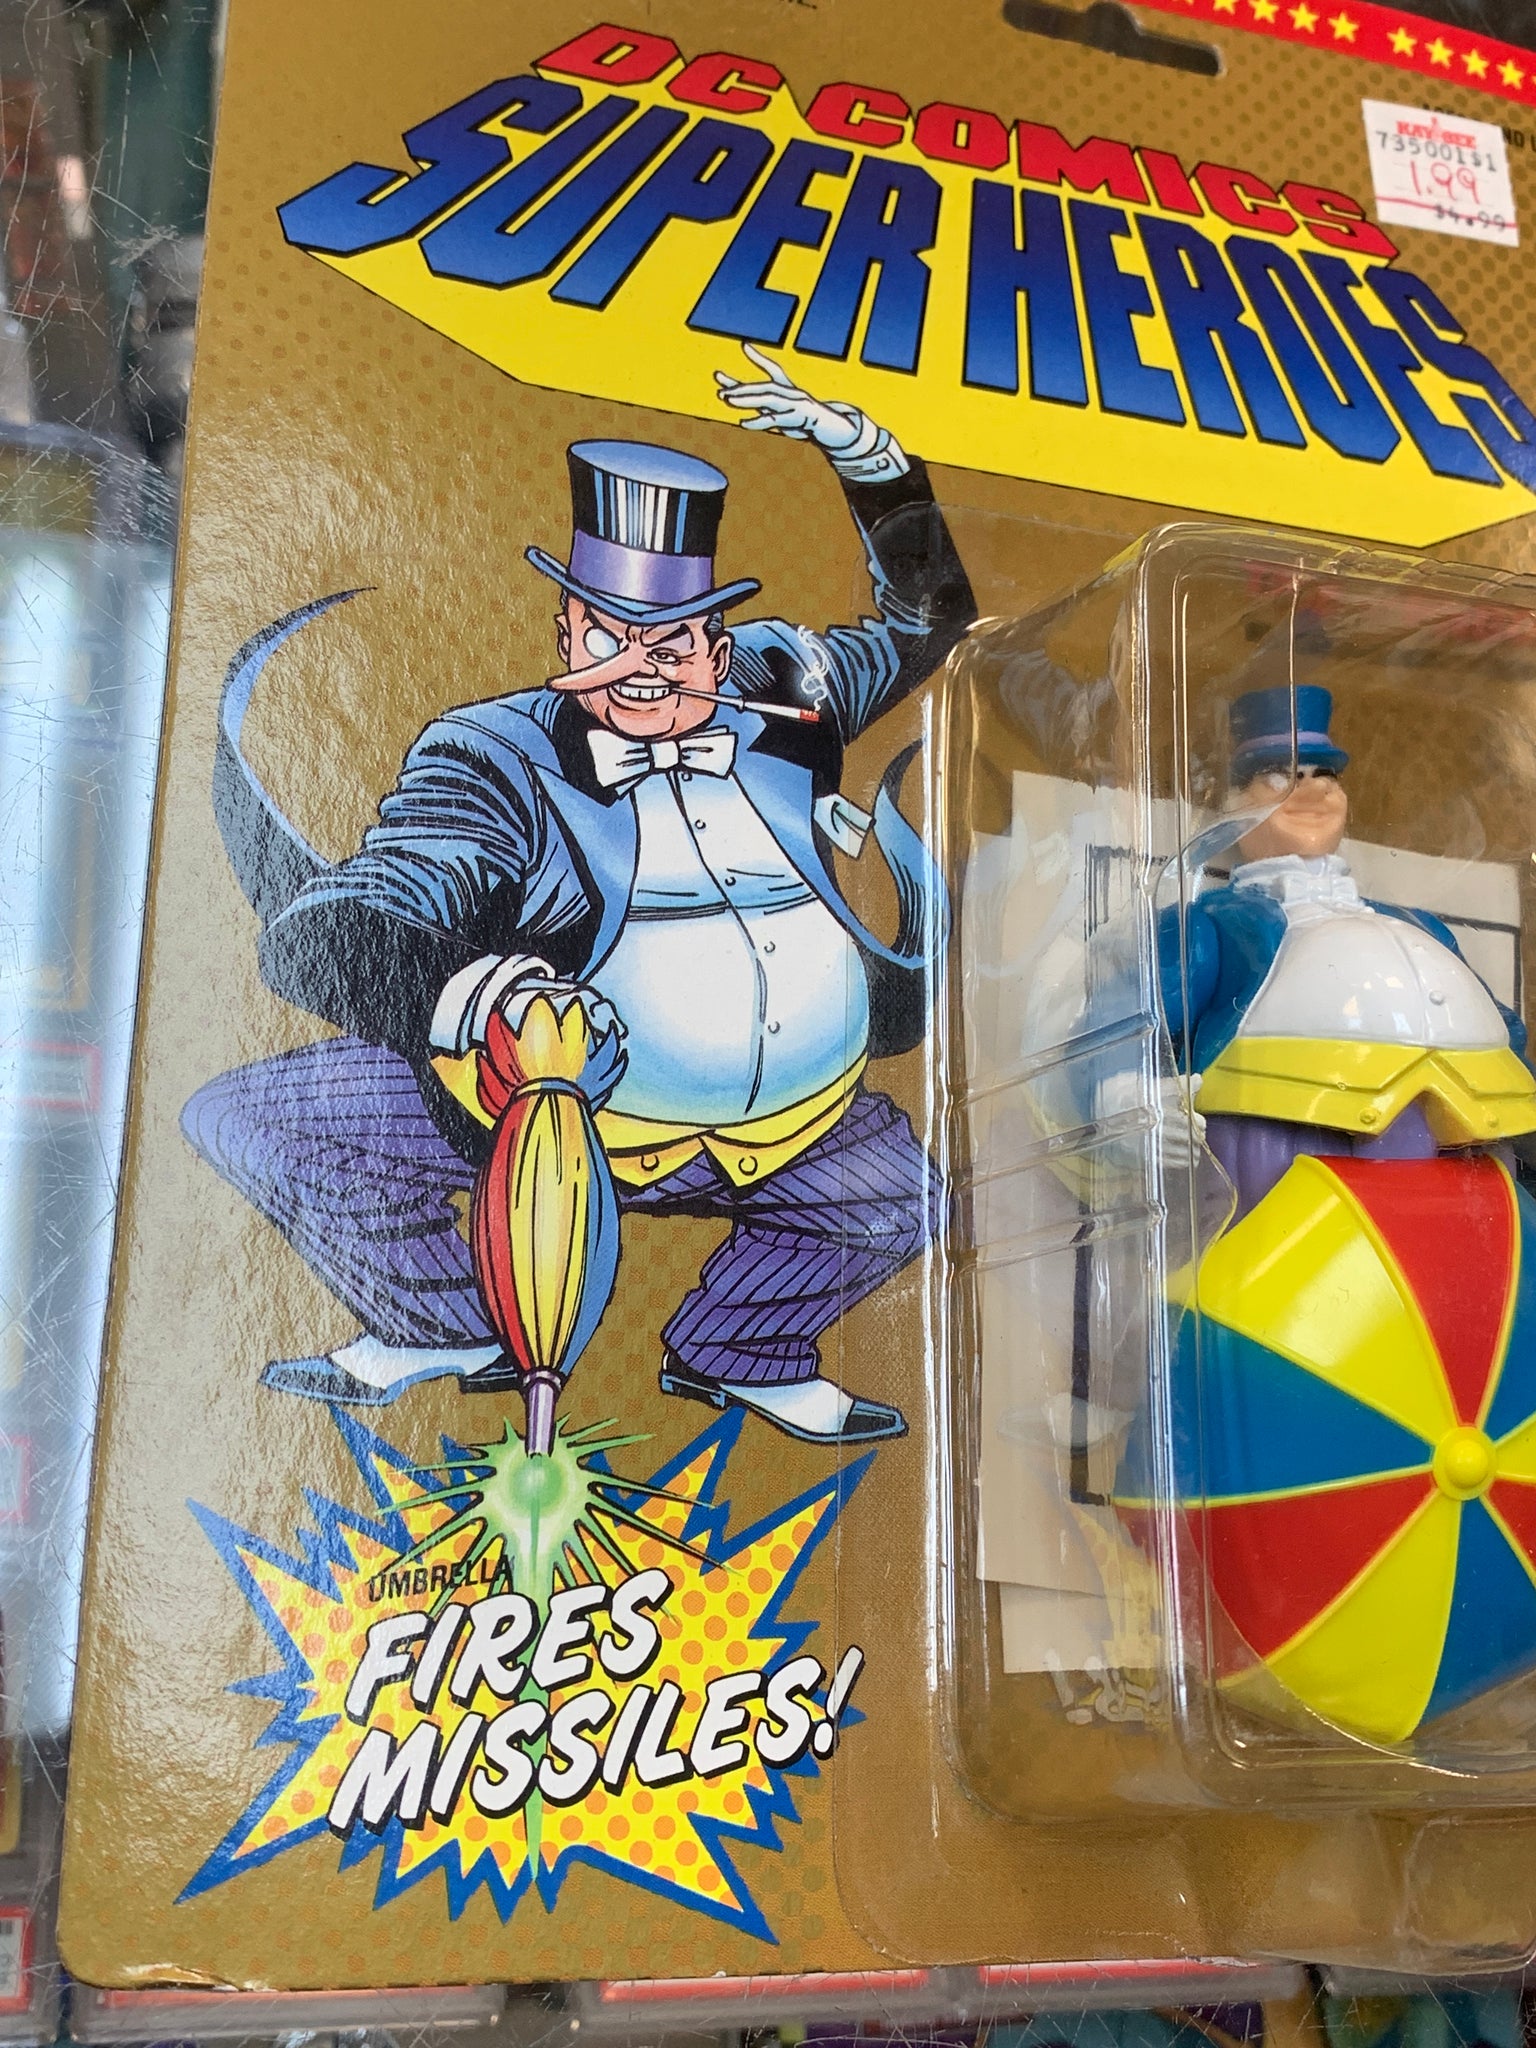 DC COMICS
SUPER HEROES
KAY BEE
735001$1
1.99
$4.99
UMBRELLA
FIRES
MISSILES!